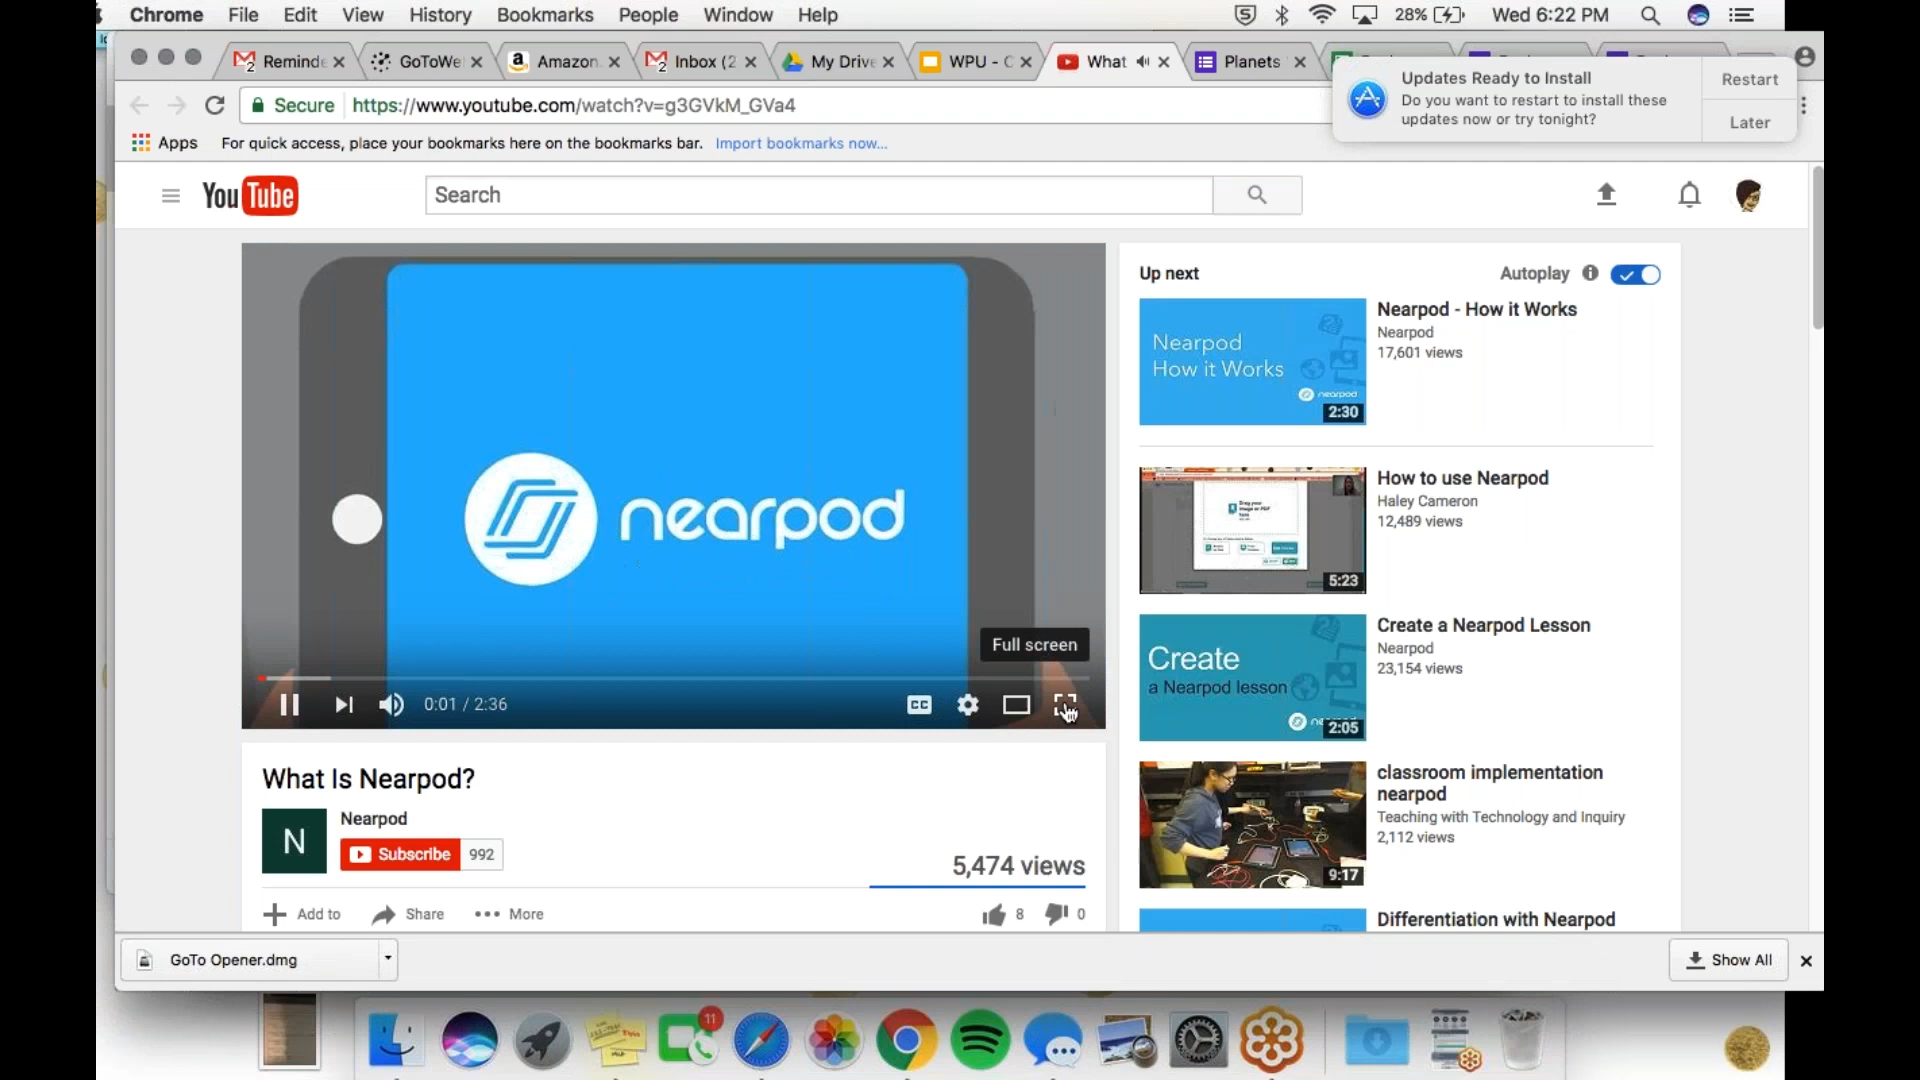 Chrome File Edit View History Bookmarks People Window Help
28% Wed 6:22 PM
GoToWe
Amazon
Inbox (2
My Drive
WPU - C
What
Planets
Updates Ready to Install
Do you want to restart to install these
updates now or try tonight?
Restart
Later
Secure https://www.youtube.com/watch?v=g3GVkM_GVa4
Apps For quick access, place your bookmarks here on the bookmarks bar. Import bookmarks now...
YouTube
Search
nearpod
Full screen
0:01 / 2:36
CC
What Is Nearpod?
N
Nearpod
Subscribe 992
5,474 views
Add to Share More
8 0
Up next
Autoplay
Nearpod
How it Works
nearpod
2:30
Nearpod - How it Works
Nearpod
17,601 views
5:23
How to use Nearpod
Haley Cameron
12,489 views
Create
a Nearpod lesson
2:05
Create a Nearpod Lesson
Nearpod
23,154 views
9:17
classroom implementation
nearpod
Teaching with Technology and Inquiry
2,112 views
Differentiation with Nearpod
GoTo Opener.dmg
Show All
11